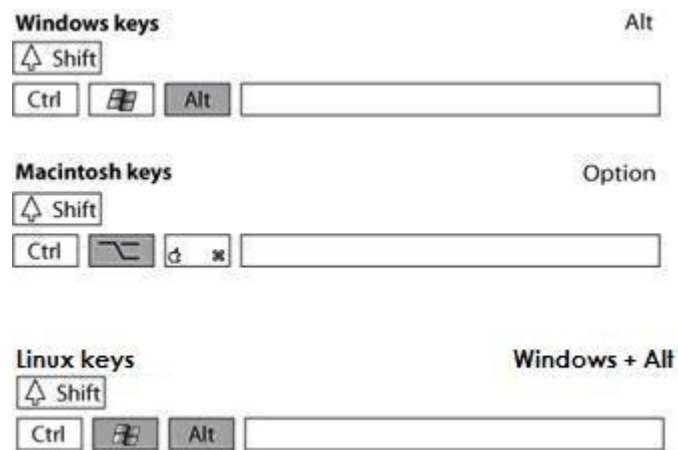 Windows keys Alt
Shift
Ctrl Alt
Macintosh keys Option
Shift
Ctrl ⌥ ⌘
Linux keys Windows + Alt
Shift
Ctrl Alt